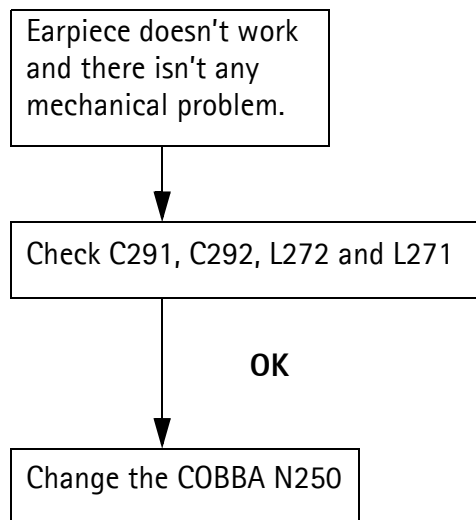 Earpiece doesn't work
and there isn't any
mechanical problem.
Check C291, C292, L272 and L271
OK
Change the COBBA N250